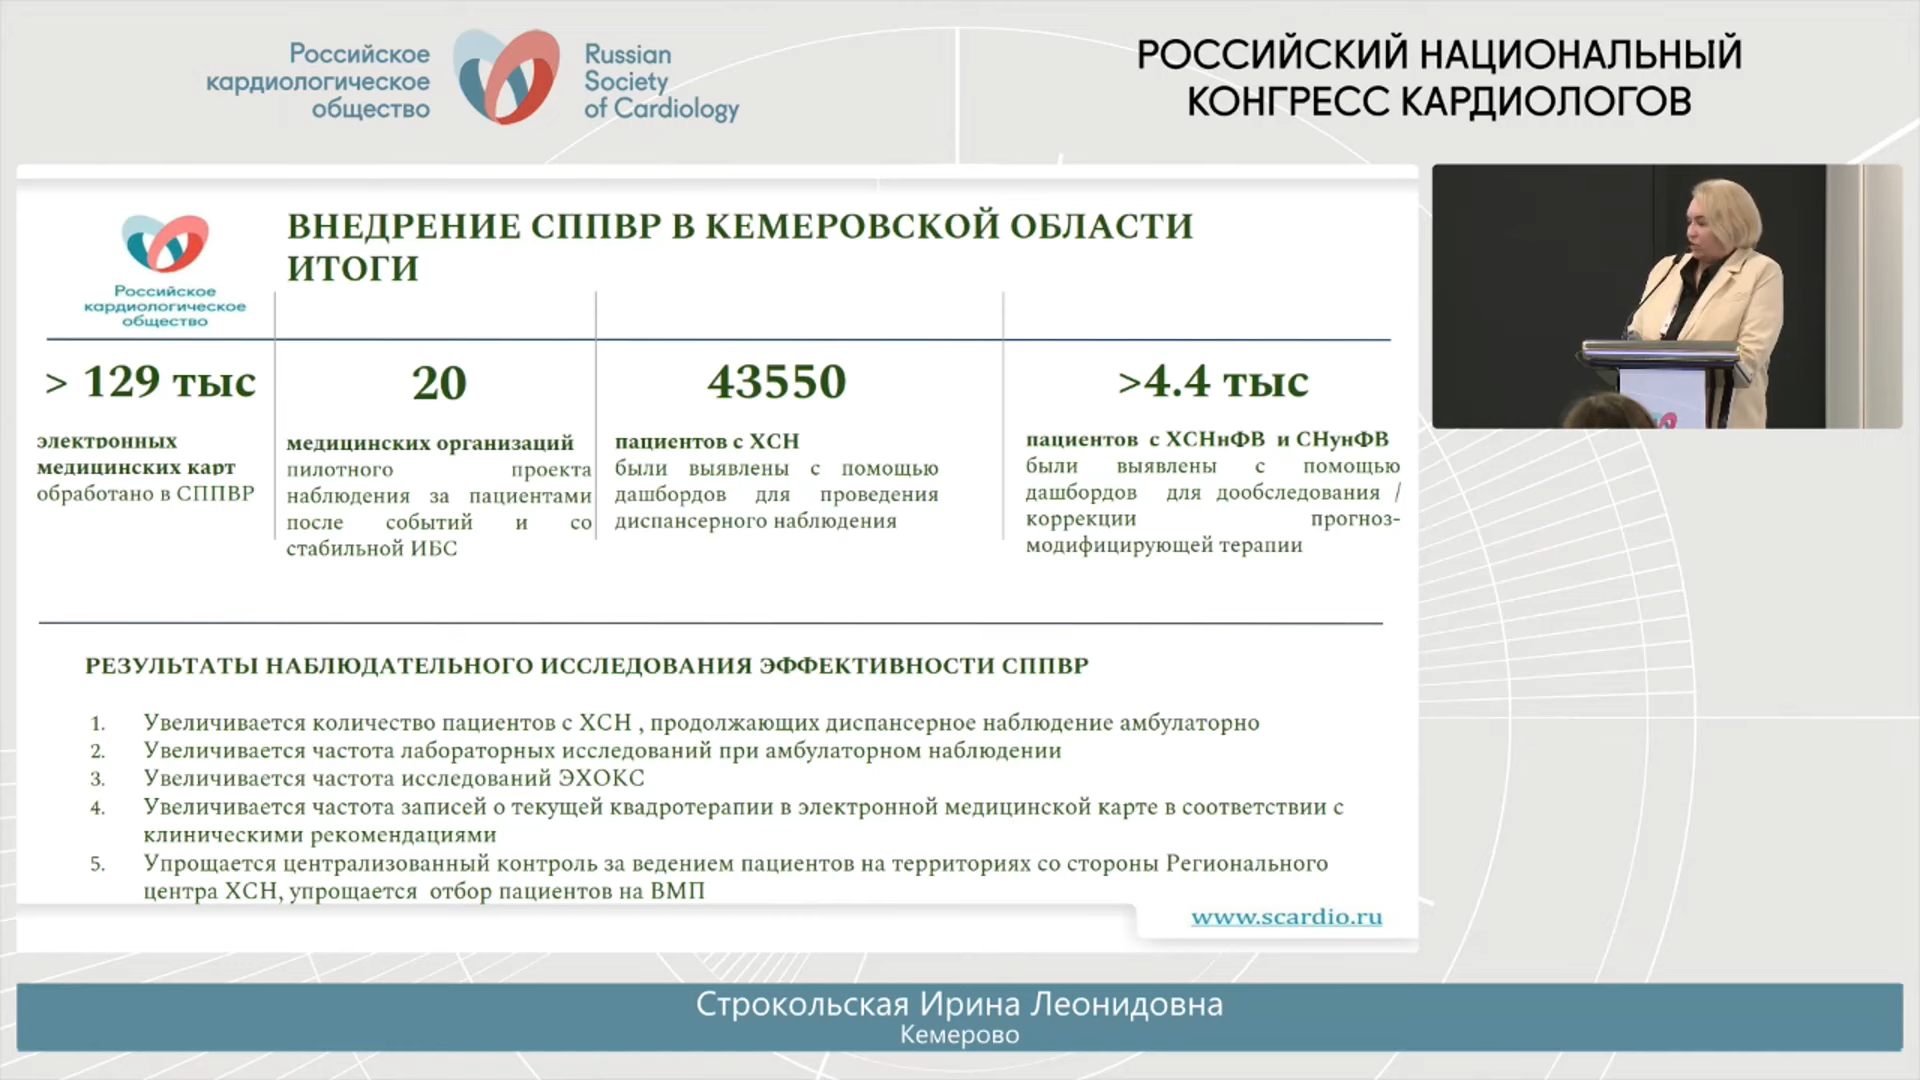 Российское
кардиологическое
общество
Russian
Society
of Cardiology
РОССИЙСКИЙ НАЦИОНАЛЬНЫЙ
КОНГРЕСС КАРДИОЛОГОВ
Российское
кардиологическое
общество
ВНЕДРЕНИЕ СППВР В КЕМЕРОВСКОЙ ОБЛАСТИ
ИТОГИ
> 129 тыс
электронных
медицинских карт
обработано в СППВР
20
медицинских организаций
пилотного проекта
наблюдения за пациентами
после событий и со
стабильной ИБС
43550
пациентов с ХСН
были выявлены с помощью
дашбордов для проведения
диспансерного наблюдения
>4.4 тыс
пациентов с ХСНнФВ и СНунФВ
были выявлены с помощью
дашбордов для дообследования /
коррекции прогноз-
модифицирующей терапии
РЕЗУЛЬТАТЫ НАБЛЮДАТЕЛЬНОГО ИССЛЕДОВАНИЯ ЭФФЕКТИВНОСТИ СППВР
1. Увеличивается количество пациентов с ХСН , продолжающих диспансерное наблюдение амбулаторно
2. Увеличивается частота лабораторных исследований при амбулаторном наблюдении
3. Увеличивается частота исследований ЭХОКС
4. Увеличивается частота записей о текущей квадротерапии в электронной медицинской карте в соответствии с
клиническими рекомендациями
5. Упрощается централизованный контроль за ведением пациентов на территориях со стороны Регионального
центра ХСН, упрощается отбор пациентов на ВМП
www.scardio.ru
Строкольская Ирина Леонидовна
Кемерово